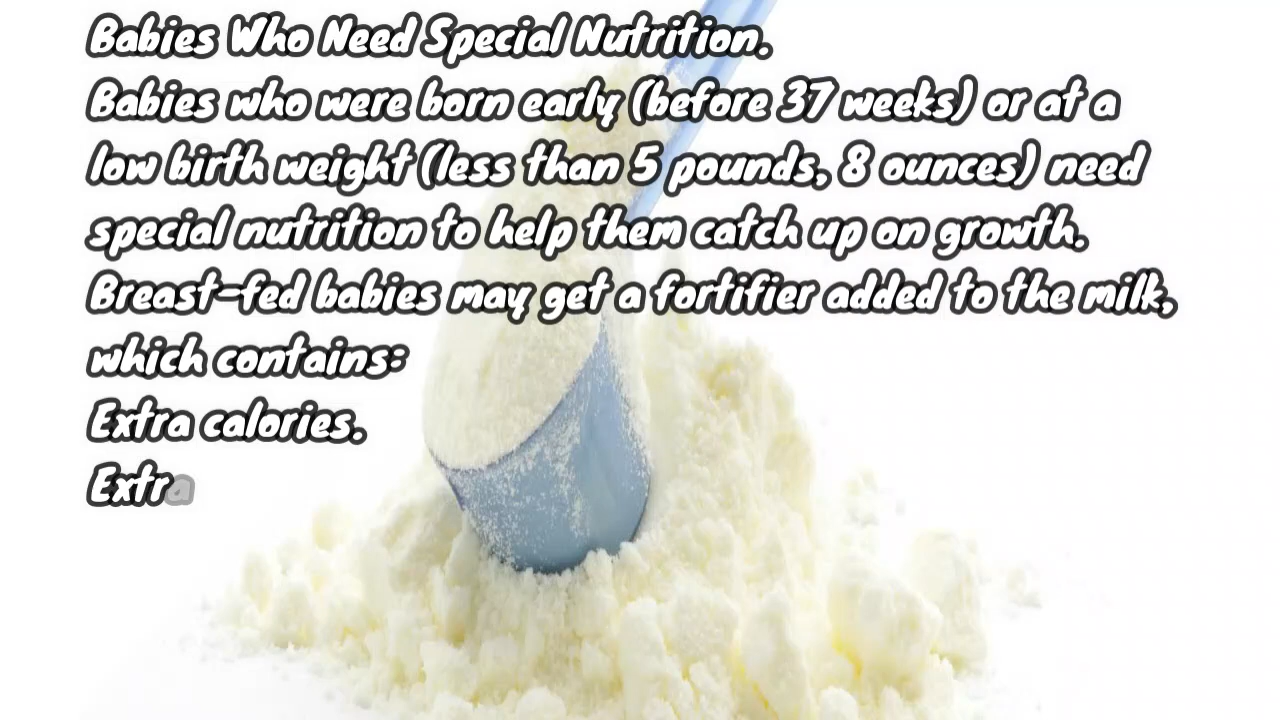 Babies Who Need Special Nutrition.
Babies who were born early (before 37 weeks) or at a
low birth weight (less than 5 pounds, 8 ounces) need
special nutrition to help them catch up on growth.
Breast-fed babies may get a fortifier added to the milk,
which contains:
Extra calories.
Extra